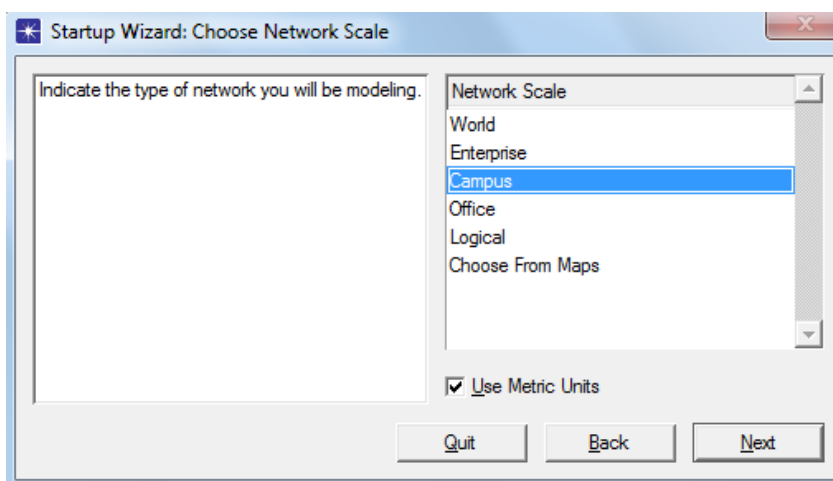 Startup Wizard: Choose Network Scale
Indicate the type of network you will be modeling.
Network Scale
World
Enterprise
Campus
Office
Logical
Choose From Maps
Use Metric Units
Quit
Back
Next